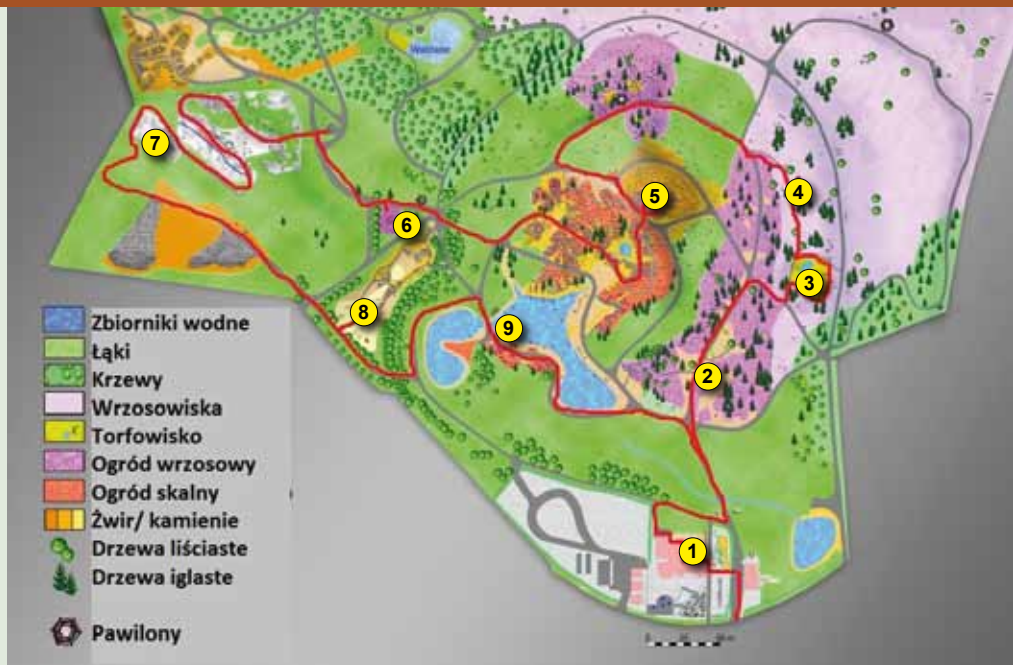 7
5
4
6
3
8
9
2
1
Zbiorniki wodne
Łąki
Krzewy
Wrzosowiska
Torfowisko
Ogród wrzosowy
Ogród skalny
Żwir/ kamienie
Drzewa liściaste
Drzewa iglaste
Pawilony